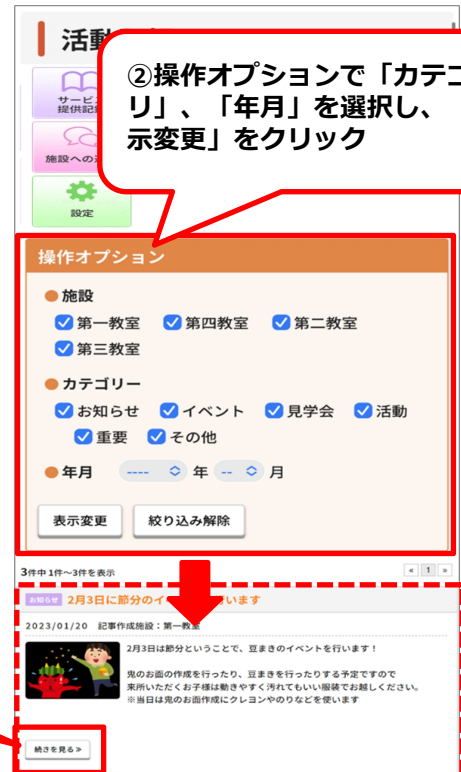 活動
②操作オプションで「カテゴ
リ」、「年月」を選択し、
示変更」をクリック
サービス
提供記録
施設への
設定
操作オプション
●施設
第一教室 第四教室 第二教室
第三教室
●カテゴリー
お知らせ イベント 見学会 活動
重要 その他
●年月 ---- 年 -- 月
表示変更 絞り込み解除
3件中1件～3件を表示 « 1 »
お知らせ 2月3日に節分のイ います
2023/01/20 記事作成施設：第一教室
2月3日は節分ということで、豆まきのイベントを行います！
鬼のお面の作成を行ったり、豆まきを行ったりする予定ですので
来所いただくお子様は動きやすく汚れてもいい服装でお越しください。
※当日は鬼のお面作成にクレヨンやのりなどを使います
続きを見る»